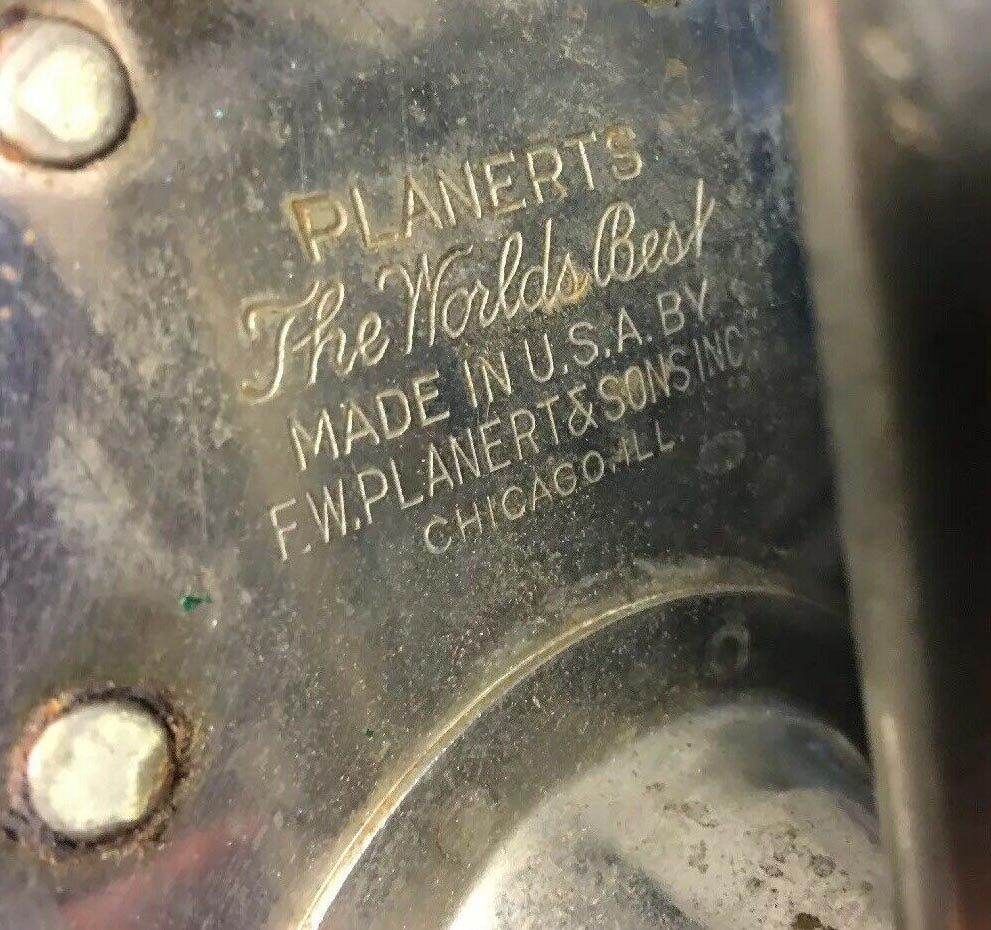 PLANERTS
The Worlds Best
MADE IN U.S.A. BY
F.W. PLANERT & SONS INC
CHICAGO. ILL.